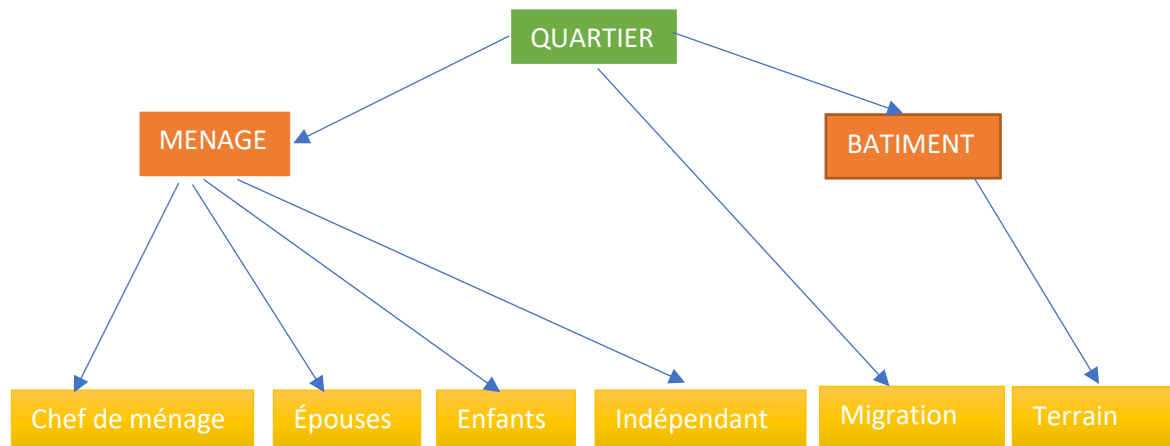 QUARTIER
MENAGE
BATIMENT
Chef de ménage
Épouses
Enfants
Indépendant
Migration
Terrain